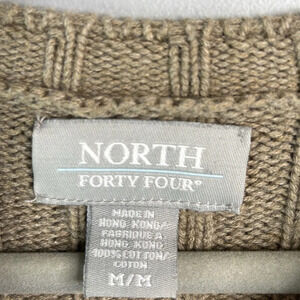 NORTH
FORTY FOUR®
MADE IN
HONG KONG/
FABRIQUE A
HONG KONG
100% COTTON/
COTON
M/M